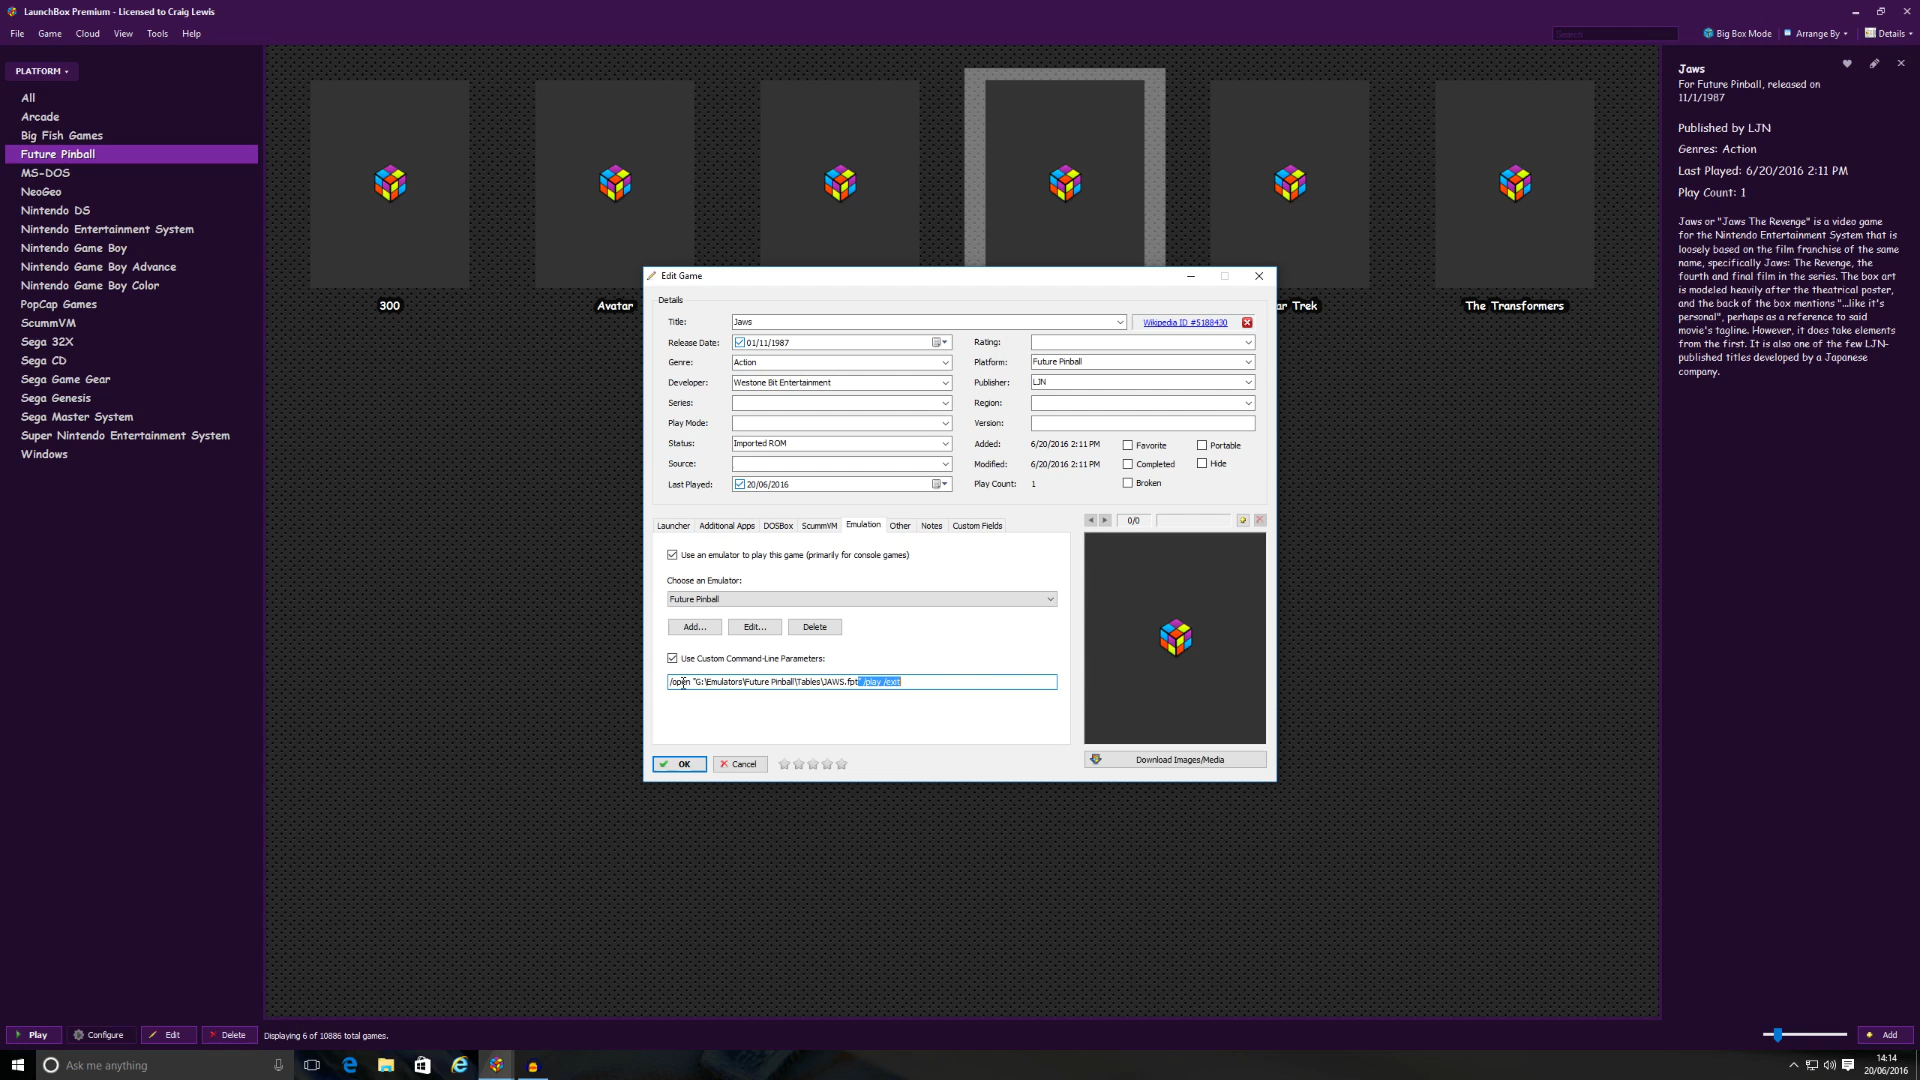 LaunchBox Premium - Licensed to Craig Lewis
File Game Cloud View Tools Help
Search
Big Box Mode Arrange By Details
PLATFORM
All
Arcade
Big Fish Games
Future Pinball
MS-DOS
NeoGeo
Nintendo DS
Nintendo Entertainment System
Nintendo Game Boy
Nintendo Game Boy Advance
Nintendo Game Boy Color
PopCap Games
ScummVM
Sega 32X
Sega CD
Sega Game Gear
Sega Genesis
Sega Master System
Super Nintendo Entertainment System
Windows
300
Avatar
ar Trek
The Transformers
Edit Game
Details
Title: Jaws Wikipedia ID #5188430
Release Date: 01/11/1987 Rating:
Genre: Action Platform: Future Pinball
Developer: Westone Bit Entertainment Publisher: LJN
Series: Region:
Play Mode: Version:
Status: Imported ROM Added: 6/20/2016 2:11 PM Favorite Portable
Source: Modified: 6/20/2016 2:11 PM Completed Hide
Last Played: 20/06/2016 Play Count: 1 Broken
Launcher Additional Apps DOSBox ScummVM Emulation Other Notes Custom Fields
0/0
Use an emulator to play this game (primarily for console games)
Choose an Emulator:
Future Pinball
Add... Edit... Delete
Use Custom Command-Line Parameters:
/open "G:\Emulators\Future Pinball\Tables\JAWS.fpt" /play /exit
OK Cancel
Download Images/Media
Jaws
For Future Pinball, released on
11/1/1987
Published by LJN
Genres: Action
Last Played: 6/20/2016 2:11 PM
Play Count: 1
Jaws or "Jaws The Revenge" is a video game
for the Nintendo Entertainment System that is
loosely based on the film franchise of the same
name, specifically Jaws: The Revenge, the
fourth and final film in the series. The box art
is modeled heavily after the theatrical poster,
and the back of the box mentions "...like it's
personal", perhaps as a reference to said
movie's tagline. However, it does take elements
from the first. It is also one of the few LJN-
published titles developed by a Japanese
company.
Play Configure Edit Delete Displaying 6 of 10886 total games.
Add
Ask me anything
14:14
20/06/2016